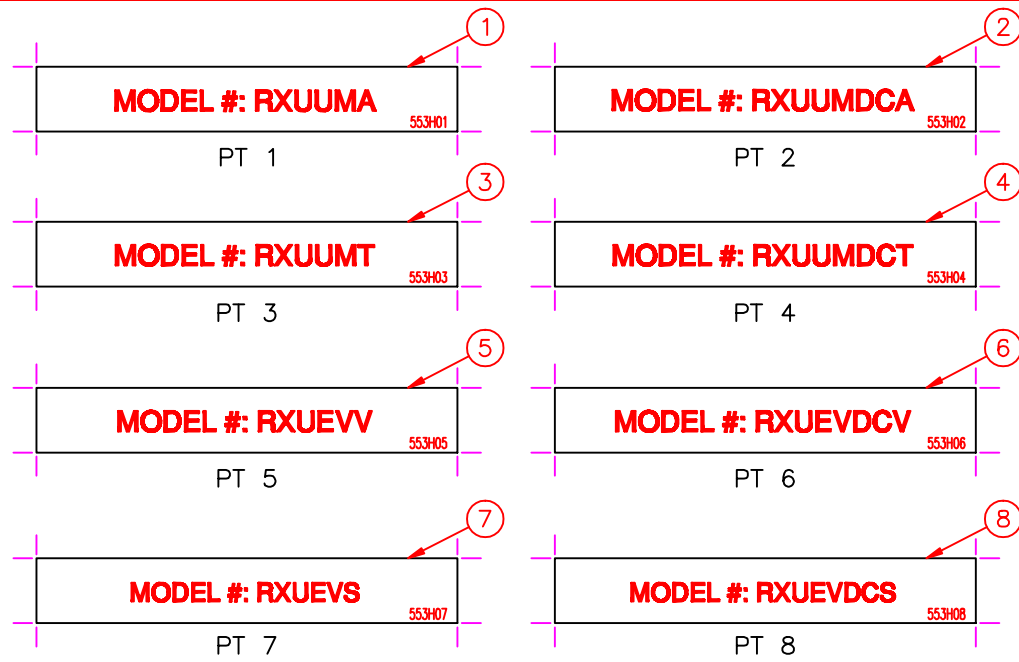 1
2
MODEL #: RXUUMA
553H01
MODEL #: RXUUMDCA
553H02
PT 1
PT 2
3
4
MODEL #: RXUUMT
553H03
MODEL #: RXUUMDCT
553H04
PT 3
PT 4
5
6
MODEL #: RXUEVV
553H05
MODEL #: RXUEVDCV
553H06
PT 5
PT 6
7
8
MODEL #: RXUEVS
553H07
MODEL #: RXUEVDCS
553H08
PT 7
PT 8